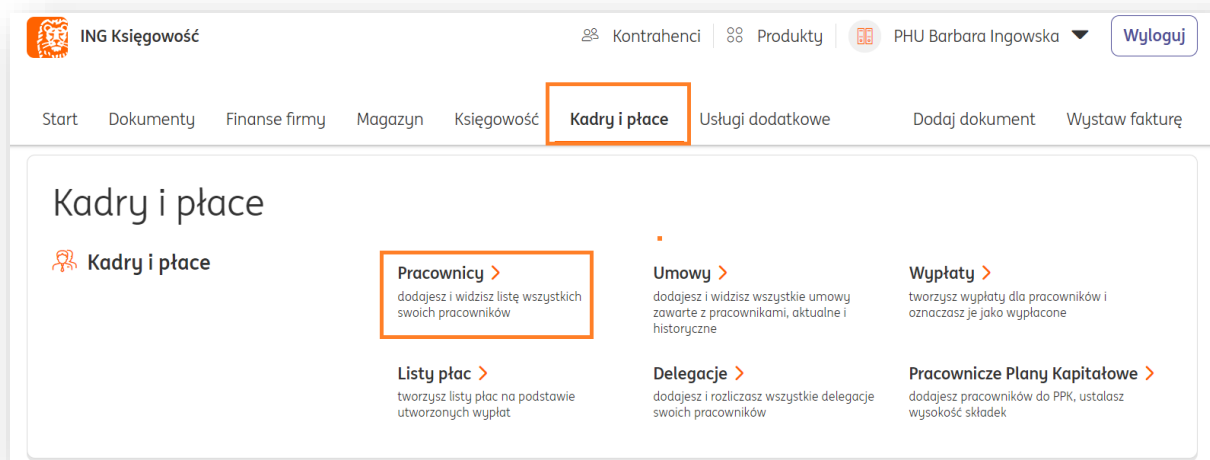 ING Księgowość
Kontrahenci
Produkty
PHU Barbara Ingowska
Wyloguj
Start
Dokumenty
Finanse firmy
Magazyn
Księgowość
Kadry i płace
Usługi dodatkowe
Dodaj dokument
Wystaw fakturę
Kadry i płace
Kadry i płace
Pracownicy
dodajesz i widzisz listę wszystkich
swoich pracowników
Umowy
dodajesz i widzisz wszystkie umowy
zawarte z pracownikami, aktualne i
historyczne
Wypłaty
tworzysz wypłaty dla pracowników i
oznaczasz je jako wypłacone
Listy płac
tworzysz listy płac na podstawie
utworzonych wypłat
Delegacje
dodajesz i rozliczasz wszystkie delegacje
swoich pracowników
Pracownicze Plany Kapitałowe
dodajesz pracowników do PPK, ustalasz
wysokość składek